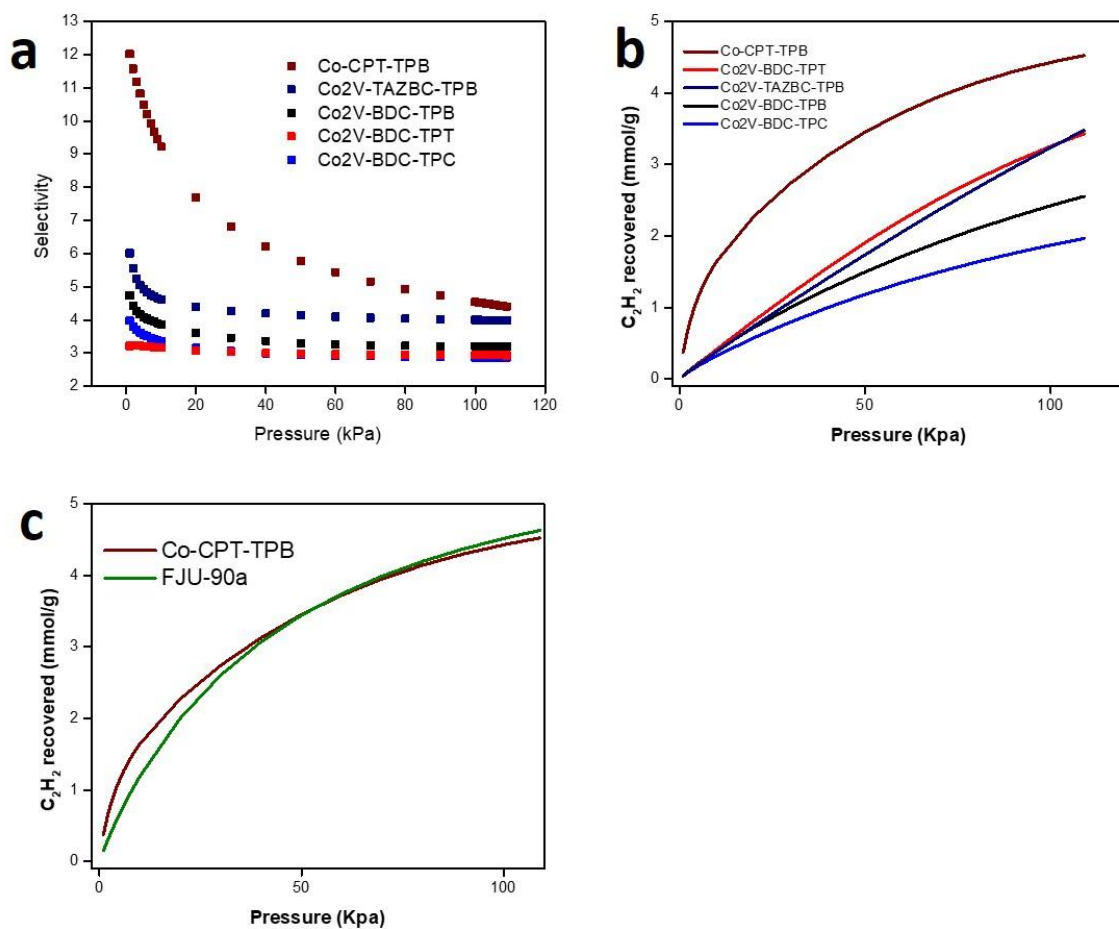 a
13
12
11
10
9
8
7
6
5
4
3
2
Selectivity
Co-CPT-TPB
Co2V-TAZBC-TPB
Co2V-BDC-TPB
Co2V-BDC-TPT
Co2V-BDC-TPC
0 20 40 60 80 100 120
Pressure (kPa)
b
5
4
3
2
1
0
C₂H₂ recovered (mmol/g)
Co-CPT-TPB
Co2V-BDC-TPT
Co2V-TAZBC-TPB
Co2V-BDC-TPB
Co2V-BDC-TPC
0 50 100
Pressure (Kpa)
c
5
4
3
2
1
0
C₂H₂ recovered (mmol/g)
Co-CPT-TPB
FJU-90a
0 50 100
Pressure (Kpa)